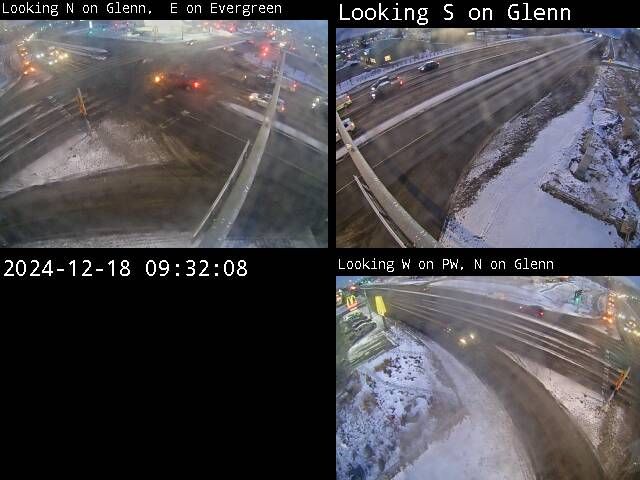 Looking N on Glenn,  E on Evergreen
Looking S on Glenn
2024-12-18 09:32:08
Looking W on PW, N on Glenn